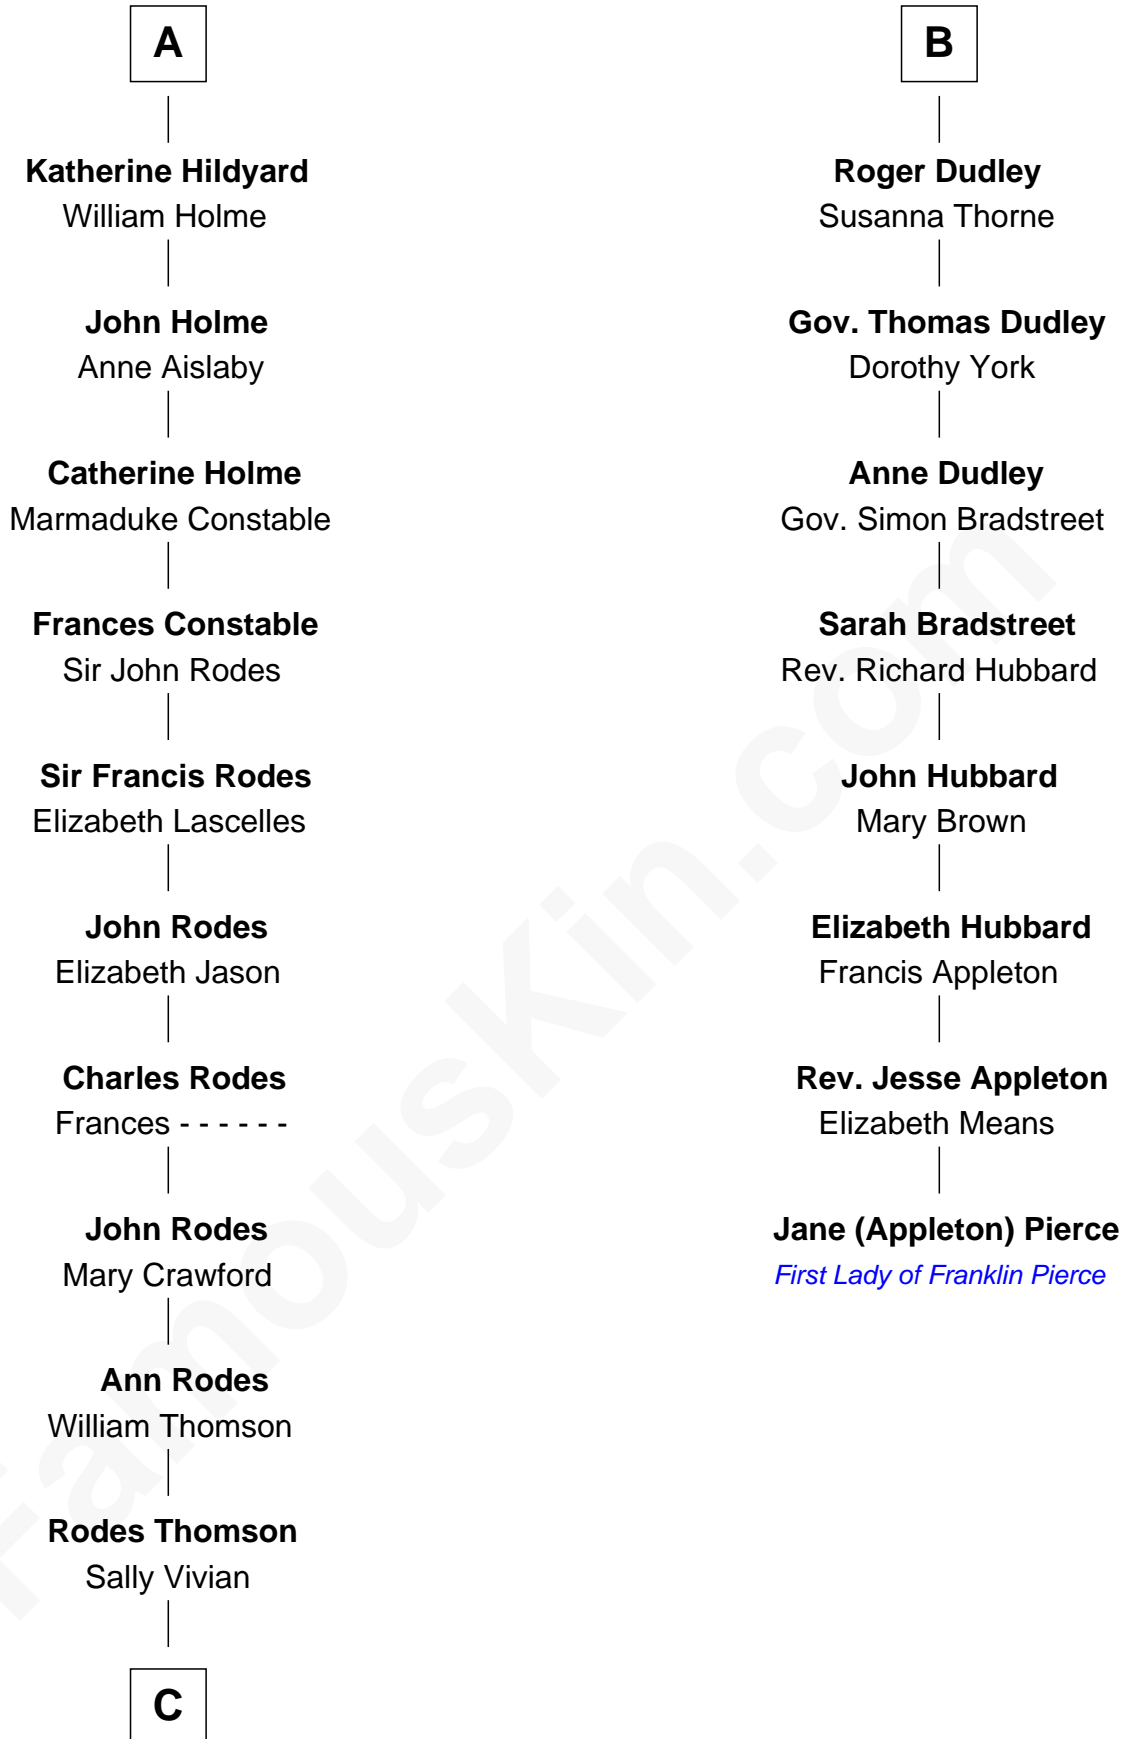 A
Katherine Hildyard
William Holme
John Holme
Anne Aislaby
Catherine Holme
Marmaduke Constable
Frances Constable
Sir John Rodes
Sir Francis Rodes
Elizabeth Lascelles
John Rodes
Elizabeth Jason
Charles Rodes
Frances - - - - - -
John Rodes
Mary Crawford
Ann Rodes
William Thomson
Rodes Thomson
Sally Vivian
C
B
Roger Dudley
Susanna Thorne
Gov. Thomas Dudley
Dorothy York
Anne Dudley
Gov. Simon Bradstreet
Sarah Bradstreet
Rev. Richard Hubbard
John Hubbard
Mary Brown
Elizabeth Hubbard
Francis Appleton
Rev. Jesse Appleton
Elizabeth Means
Jane (Appleton) Pierce
First Lady of Franklin Pierce
FamousKin.com